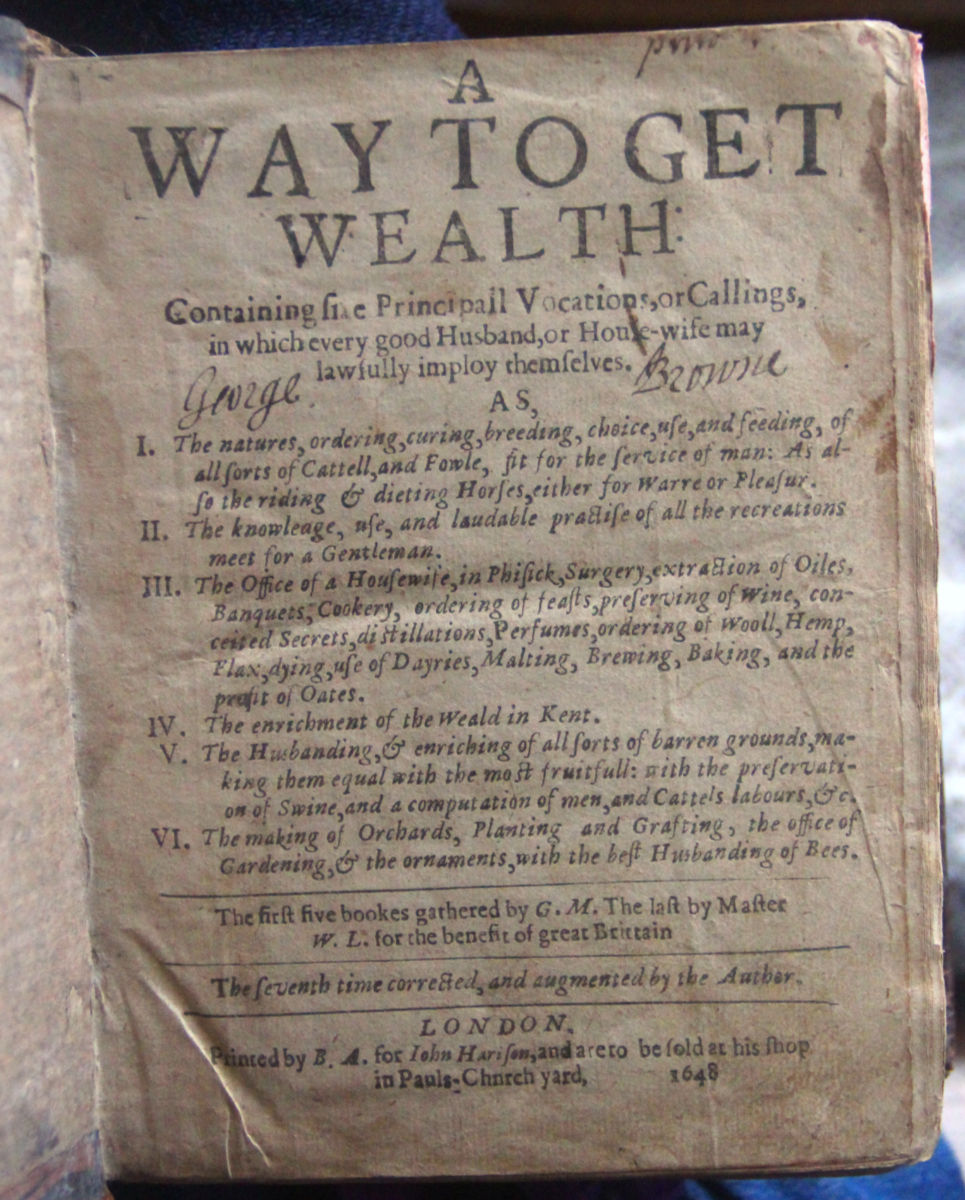 A
WAY TO GET
WEALTH:
Containing ſixe Principall Vocations, or Callings,
in which every good Husband, or Houſe-wife may
lawfully imploy themſelves.
George Browne
AS,
I. The natures, ordering, curing, breeding, choice, uſe, and feeding, of
all ſorts of Cattell, and Fowle, fit for the ſervice of man: As al-
ſo the riding & dieting Horſes, either for Warre or Pleaſur.
II. The knowledge, uſe, and laudable practiſe of all the recreations
meet for a Gentleman.
III. The Office of a Houſewife, in Phiſick, Surgery, extraction of Oiles,
Banquets, Cookery, ordering of feaſts, preſerving of Wine, con-
ceited Secrets, diſtillations, Perfumes, ordering of Wooll, Hemp,
Flax, dying, uſe of Dayries, Malting, Brewing, Baking, and the
profit of Oates.
IV. The enrichment of the Weald in Kent.
V. The Husbanding, & enriching of all ſorts of barren grounds, ma-
king them equal with the moſt fruitfull: with the preſervati-
on of Swine, and a computation of men, and Cattels labours, &c.
VI. The making of Orchards, Planting and Grafting, the office of
Gardening, & the ornaments, with the beſt Husbanding of Bees.
The firſt five bookes gathered by G. M. The laſt by Maſter
W. L. for the benefit of great Brittain
The ſeventh time corrected, and augmented by the Author.
LONDON,
Printed by B. A. for Iohn Hariſon, and are to be ſold at his ſhop
in Pauls-Chnrch yard, 1648